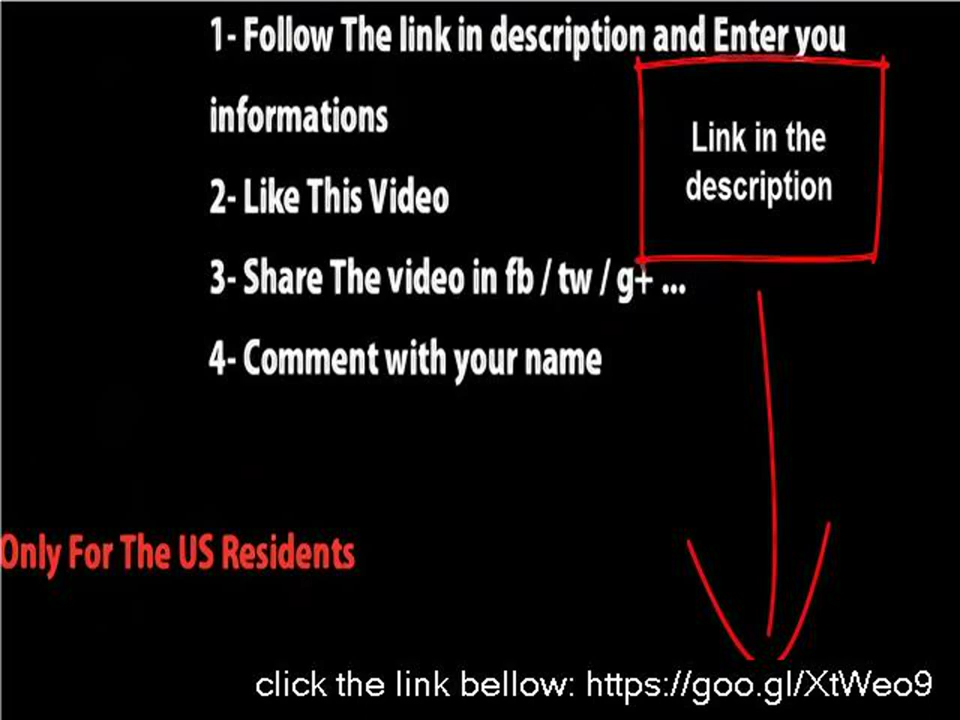 1- Follow The link in description and Enter you
informations
Link in the
description
2- Like This Video
3- Share The video in fb / tw / g+ ...
4- Comment with your name
Only For The US Residents
click the link bellow: https://goo.gl/XtWeo9